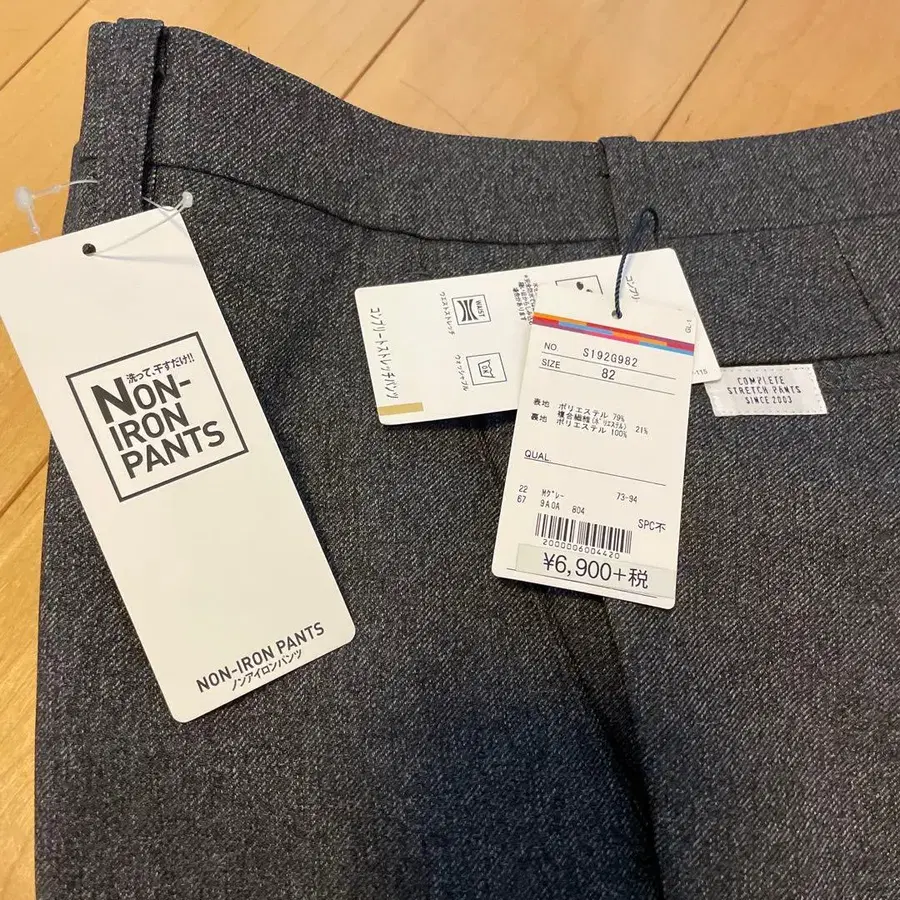 洗って、干すだけ!!
NON-
IRON
PANTS
NON-IRON PANTS
ノンアイロンパンツ
コンプリートストレッチパンツ
WAIST
ウエストストレッチ
ウォッシャブル
NO. S192G982
SIZE 82
表地 ポリエステル 79%
複合繊維(ポリエステル) 21%
裏地 ポリエステル 100%
QUAL
22 Mグレー 73-94
67 9A0A 804
SPC不
2000006004420
¥6,900+税
COMPLETE
STRETCH PANTS
SINCE 2003